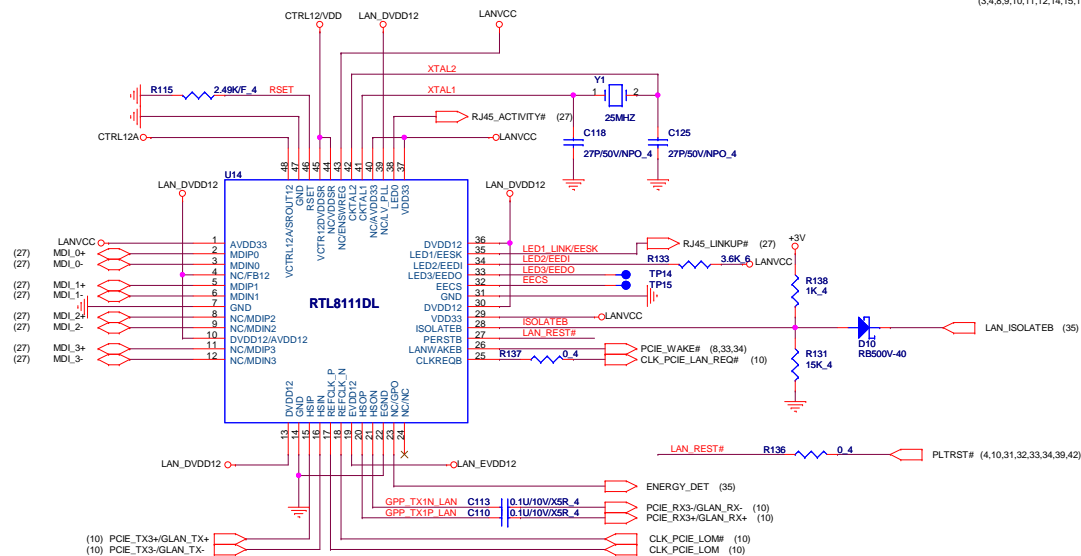 (3,4,8,9,10,11,12,14,15,1
CTRL12/VDD
LAN_DVDD12
LANVCC
XTAL2
XTAL1
Y1
1 2
25MHZ
R115 2.49K/F_4 RSET
RJ45_ACTIVITY# (27)
C118
27P/50V/NPO_4
C125
27P/50V/NPO_4
CTRL12A
LANVCC
48 47 46 45 44 43 42 41 40 39 38 37
U14
VCTRL12A/SROUT12
GND
RSET
VCTR12DVDDSR
NC/VDDSR
NC/ENSWREG
CKTAL2
CKTAL1
NC/AVDD33
NC/LV_PLL
LED0
VDD33
LAN_DVDD12
LAN_DVDD12
LANVCC
1 AVDD33
(27) MDI_0+ 2 MDIP0
(27) MDI_0- 3 MDIN0
4 NC/FB12
(27) MDI_1+ 5 MDIP1
(27) MDI_1- 6 MDIN1
7 GND
(27) MDI_2+ 8 NC/MDIP2
(27) MDI_2- 9 NC/MDIN2
10 DVDD12/AVDD12
(27) MDI_3+ 11 NC/MDIP3
(27) MDI_3- 12 NC/MDIN3
RTL8111DL
DVDD12 36
LED1/EESK 35 LED1_LINK/EESK RJ45_LINKUP# (27)
LED2/EEDI 34 LED2/EEDI R133 3.6K_6 LANVCC
LED3/EEDO 33 LED3/EEDO TP14
EECS 32 EECS TP15
GND 31
DVDD12 30
VDD33 29 LANVCC
ISOLATEB 28 ISOLATEB
PERSTB 27 LAN_REST#
LANWAKEB 26 PCIE_WAKE# (8,33,34)
CLKREQB 25 R137 0_4 CLK_PCIE_LAN_REQ# (10)
+3V
R138
1K_4
R131
15K_4
D10
RB500V-40
LAN_ISOLATEB (35)
DVDD12
GND
HSIP
HSIN
REFCLK_P
REFCLK_N
EVDD12
HSOP
HSON
EGND
NC/GPO
NC/NC
13 14 15 16 17 18 19 20 21 22 23 24
LAN_DVDD12
LAN_EVDD12
LAN_REST# R136 0_4 PLTRST# (4,10,31,32,33,34,39,42)
ENERGY_DET (35)
GPP_TX1N_LAN C113 0.1U/10V/X5R_4 PCIE_RX3-/GLAN_RX- (10)
GPP_TX1P_LAN C110 0.1U/10V/X5R_4 PCIE_RX3+/GLAN_RX+ (10)
(10) PCIE_TX3+/GLAN_TX+ CLK_PCIE_LOM# (10)
(10) PCIE_TX3-/GLAN_TX- CLK_PCIE_LOM (10)